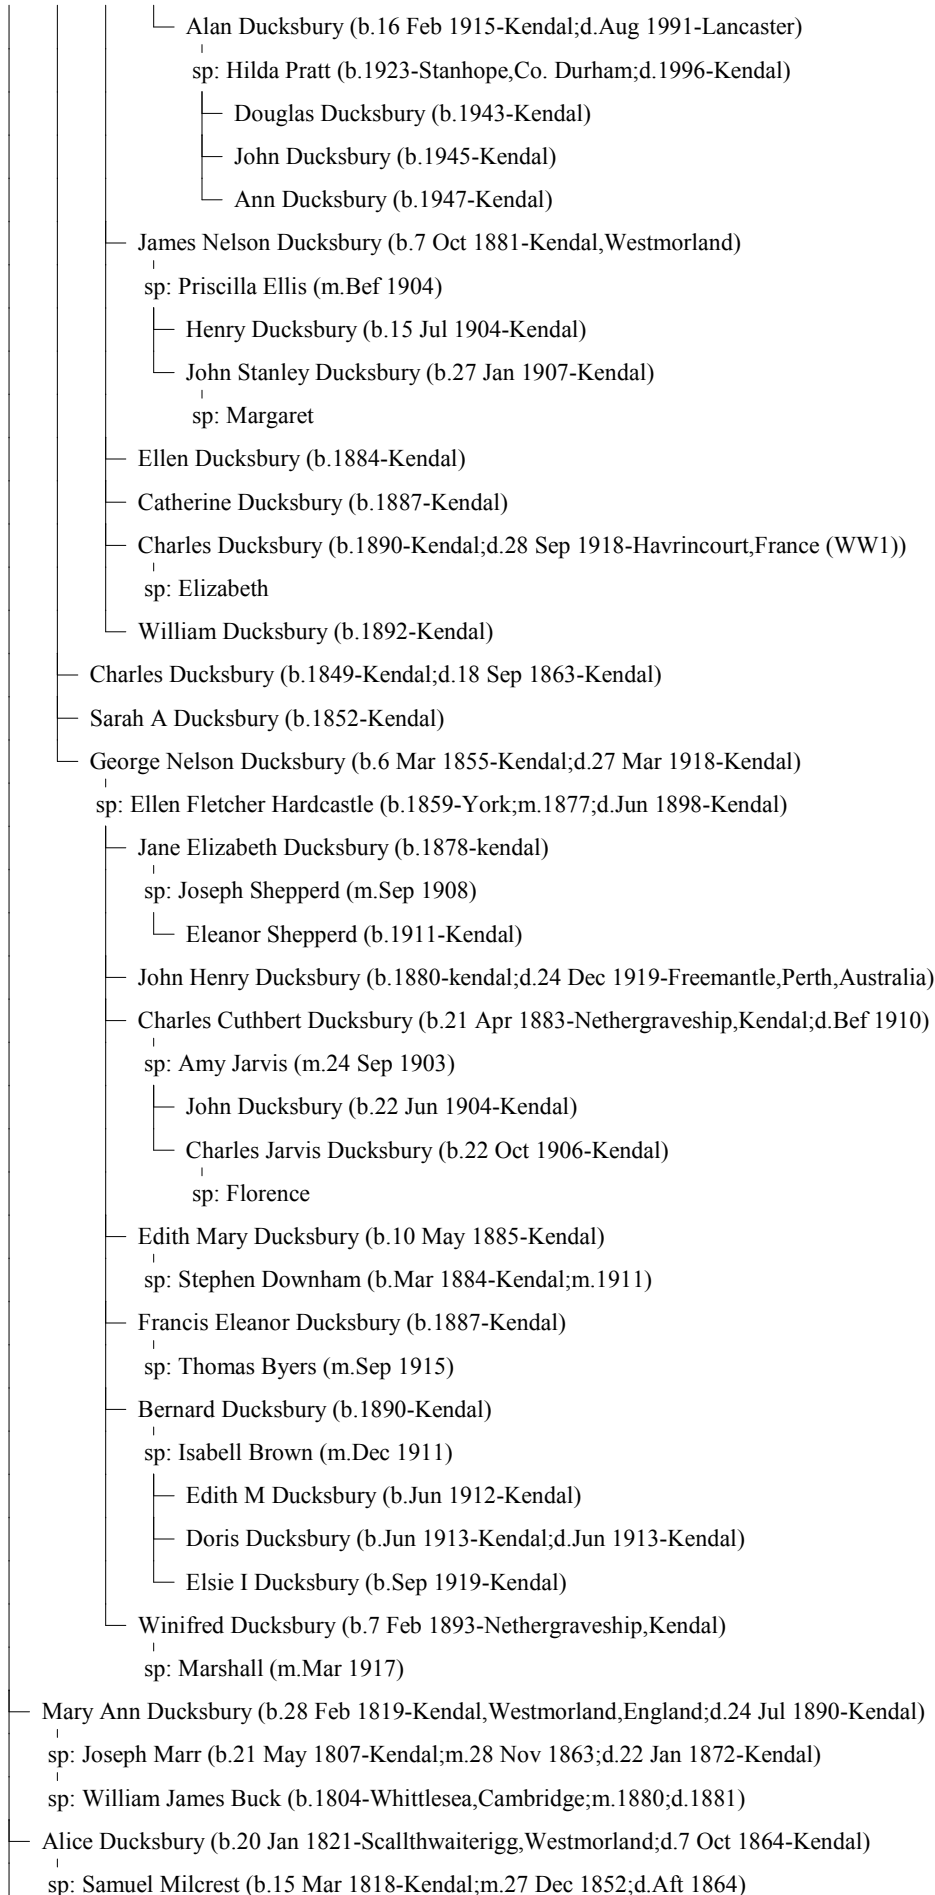 Alan Ducksbury (b.16 Feb 1915-Kendal;d.Aug 1991-Lancaster)
sp: Hilda Pratt (b.1923-Stanhope,Co. Durham;d.1996-Kendal)
Douglas Ducksbury (b.1943-Kendal)
John Ducksbury (b.1945-Kendal)
Ann Ducksbury (b.1947-Kendal)
James Nelson Ducksbury (b.7 Oct 1881-Kendal,Westmorland)
sp: Priscilla Ellis (m.Bef 1904)
Henry Ducksbury (b.15 Jul 1904-Kendal)
John Stanley Ducksbury (b.27 Jan 1907-Kendal)
sp: Margaret
Ellen Ducksbury (b.1884-Kendal)
Catherine Ducksbury (b.1887-Kendal)
Charles Ducksbury (b.1890-Kendal;d.28 Sep 1918-Havrincourt,France (WW1))
sp: Elizabeth
William Ducksbury (b.1892-Kendal)
Charles Ducksbury (b.1849-Kendal;d.18 Sep 1863-Kendal)
Sarah A Ducksbury (b.1852-Kendal)
George Nelson Ducksbury (b.6 Mar 1855-Kendal;d.27 Mar 1918-Kendal)
sp: Ellen Fletcher Hardcastle (b.1859-York;m.1877;d.Jun 1898-Kendal)
Jane Elizabeth Ducksbury (b.1878-kendal)
sp: Joseph Shepperd (m.Sep 1908)
Eleanor Shepperd (b.1911-Kendal)
John Henry Ducksbury (b.1880-kendal;d.24 Dec 1919-Freemantle,Perth,Australia)
Charles Cuthbert Ducksbury (b.21 Apr 1883-Nethergraveship,Kendal;d.Bef 1910)
sp: Amy Jarvis (m.24 Sep 1903)
John Ducksbury (b.22 Jun 1904-Kendal)
Charles Jarvis Ducksbury (b.22 Oct 1906-Kendal)
sp: Florence
Edith Mary Ducksbury (b.10 May 1885-Kendal)
sp: Stephen Downham (b.Mar 1884-Kendal;m.1911)
Francis Eleanor Ducksbury (b.1887-Kendal)
sp: Thomas Byers (m.Sep 1915)
Bernard Ducksbury (b.1890-Kendal)
sp: Isabell Brown (m.Dec 1911)
Edith M Ducksbury (b.Jun 1912-Kendal)
Doris Ducksbury (b.Jun 1913-Kendal;d.Jun 1913-Kendal)
Elsie I Ducksbury (b.Sep 1919-Kendal)
Winifred Ducksbury (b.7 Feb 1893-Nethergraveship,Kendal)
sp: Marshall (m.Mar 1917)
Mary Ann Ducksbury (b.28 Feb 1819-Kendal,Westmorland,England;d.24 Jul 1890-Kendal)
sp: Joseph Marr (b.21 May 1807-Kendal;m.28 Nov 1863;d.22 Jan 1872-Kendal)
sp: William James Buck (b.1804-Whittlesea,Cambridge;m.1880;d.1881)
Alice Ducksbury (b.20 Jan 1821-Scallthwaiterigg,Westmorland;d.7 Oct 1864-Kendal)
sp: Samuel Milcrest (b.15 Mar 1818-Kendal;m.27 Dec 1852;d.Aft 1864)